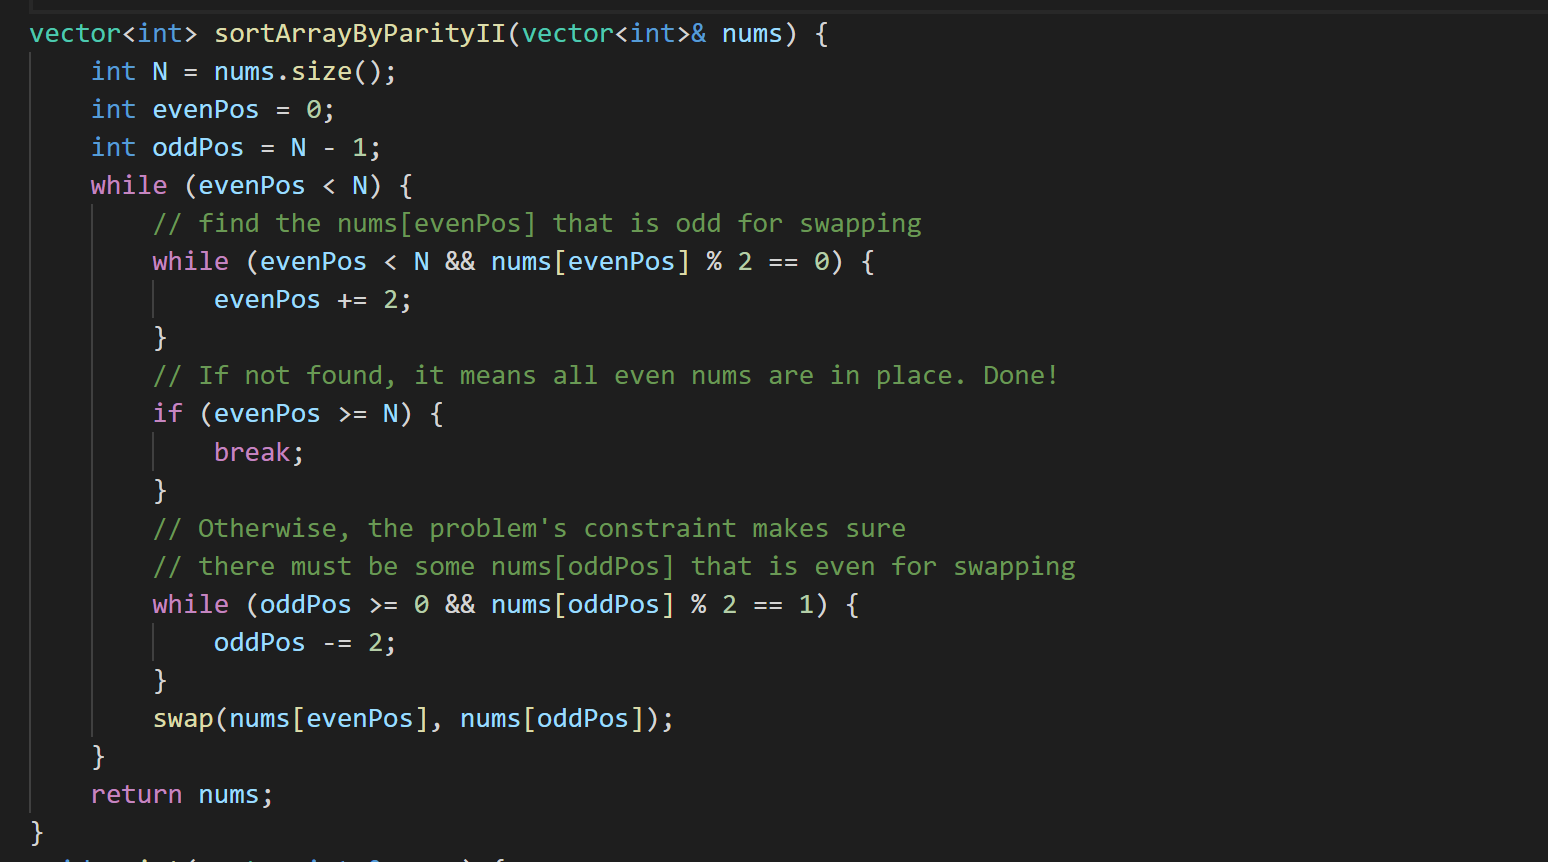 vector<int> sortArrayByParityII(vector<int>& nums) {
    int N = nums.size();
    int evenPos = 0;
    int oddPos = N - 1;
    while (evenPos < N) {
        // find the nums[evenPos] that is odd for swapping
        while (evenPos < N && nums[evenPos] % 2 == 0) {
            evenPos += 2;
        }
        // If not found, it means all even nums are in place. Done!
        if (evenPos >= N) {
            break;
        }
        // Otherwise, the problem's constraint makes sure
        // there must be some nums[oddPos] that is even for swapping
        while (oddPos >= 0 && nums[oddPos] % 2 == 1) {
            oddPos -= 2;
        }
        swap(nums[evenPos], nums[oddPos]);
    }
    return nums;
}